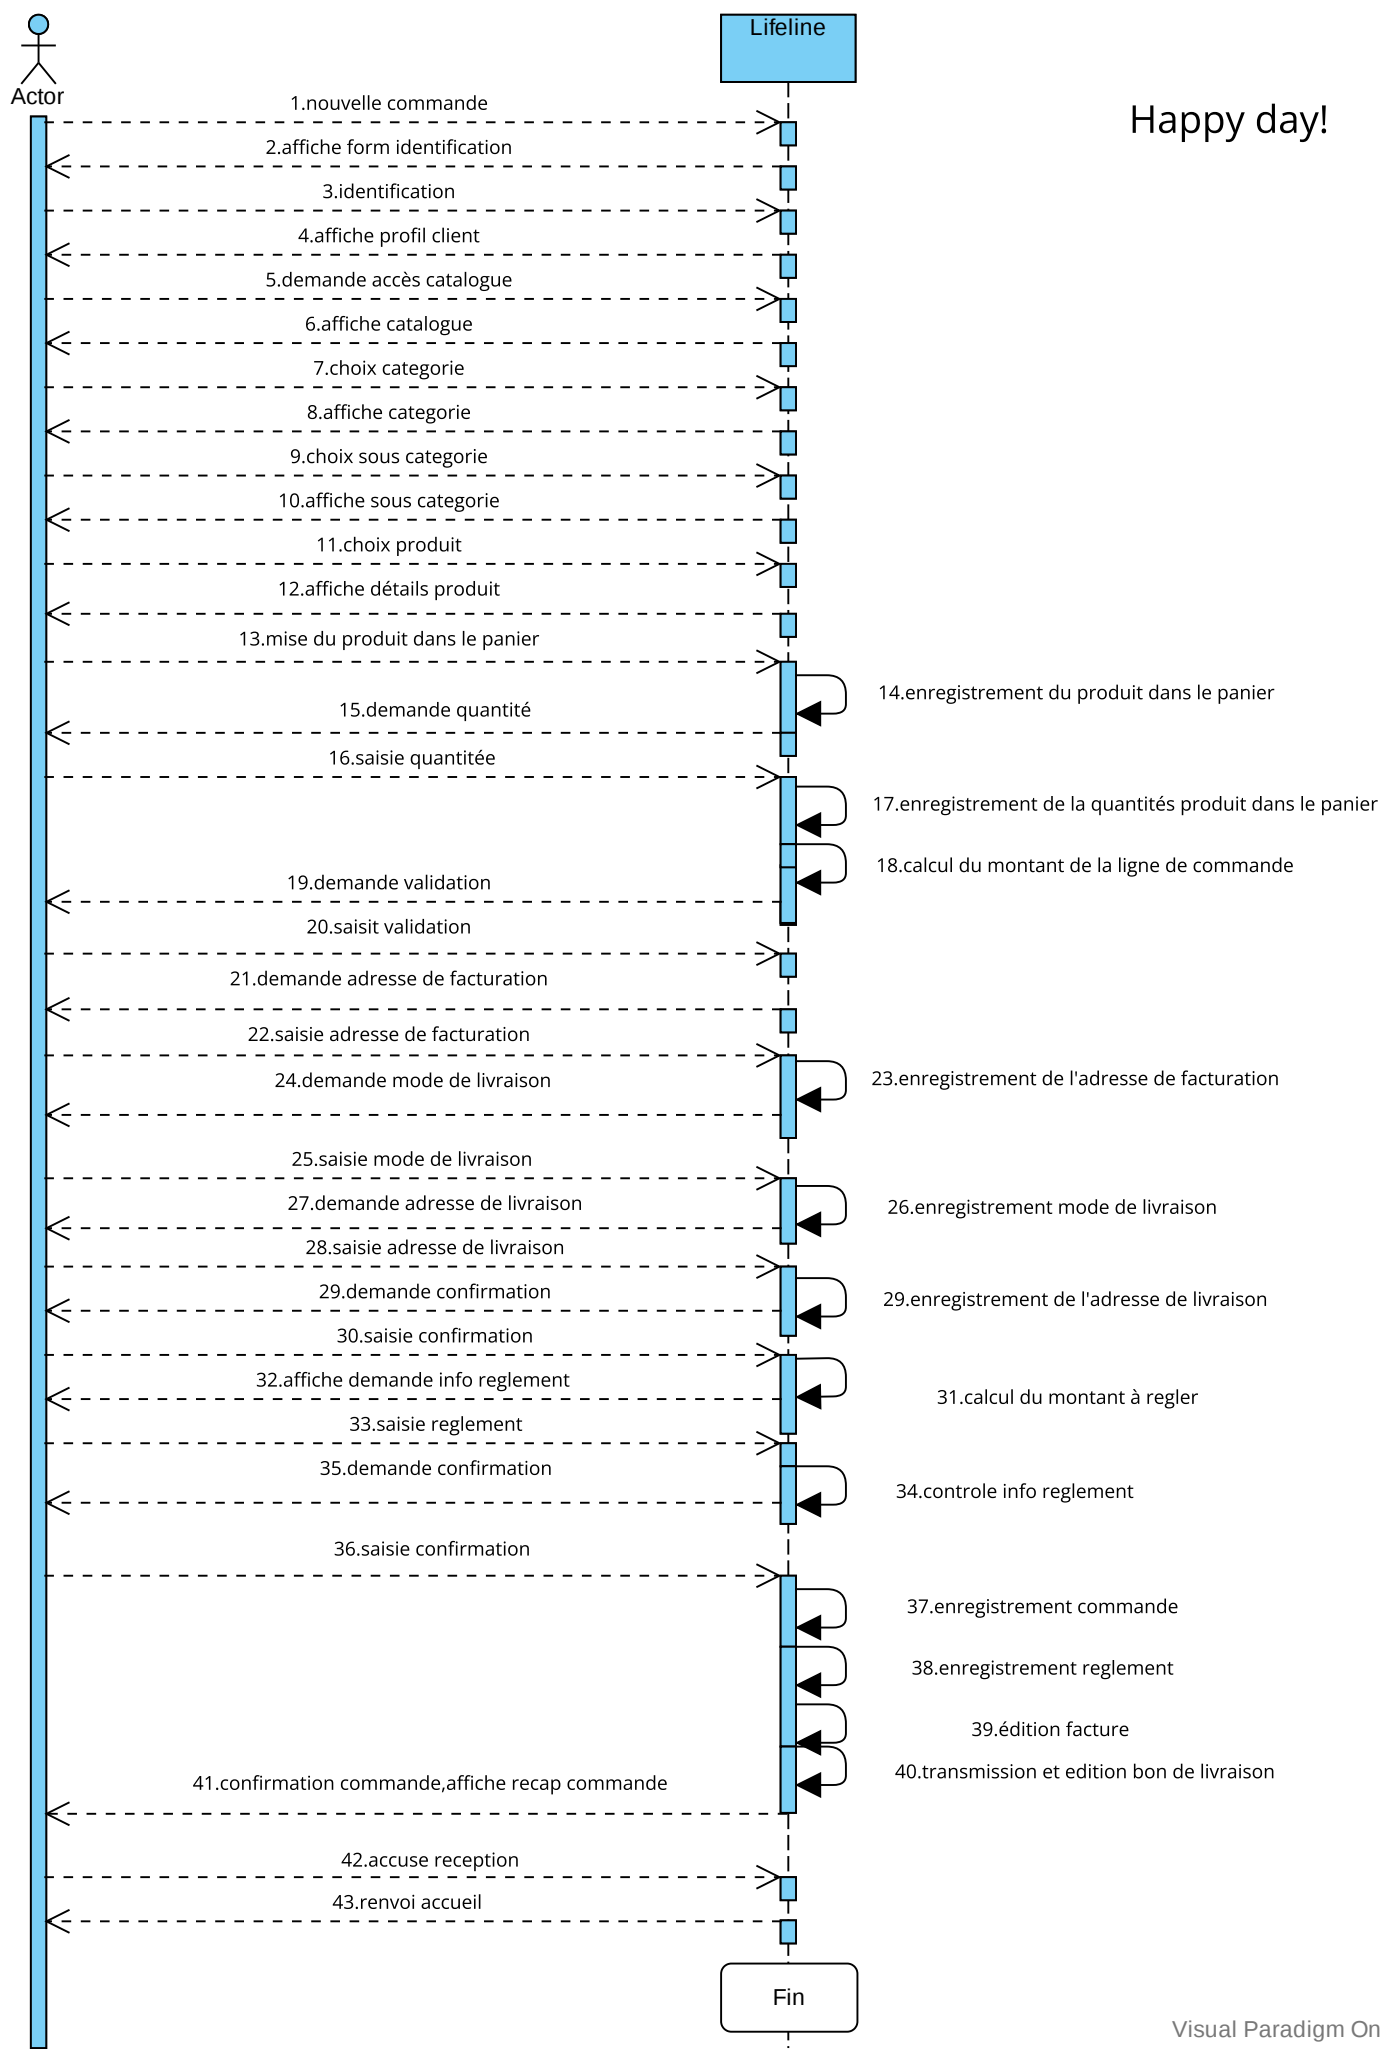 Lifeline
Actor
Happy day!
1.nouvelle commande
2.affiche form identification
3.identification
4.affiche profil client
5.demande accès catalogue
6.affiche catalogue
7.choix categorie
8.affiche categorie
9.choix sous categorie
10.affiche sous categorie
11.choix produit
12.affiche détails produit
13.mise du produit dans le panier
14.enregistrement du produit dans le panier
15.demande quantité
16.saisie quantitée
17.enregistrement de la quantités produit dans le panier
18.calcul du montant de la ligne de commande
19.demande validation
20.saisit validation
21.demande adresse de facturation
22.saisie adresse de facturation
23.enregistrement de l'adresse de facturation
24.demande mode de livraison
25.saisie mode de livraison
26.enregistrement mode de livraison
27.demande adresse de livraison
28.saisie adresse de livraison
29.demande confirmation
29.enregistrement de l'adresse de livraison
30.saisie confirmation
32.affiche demande info reglement
31.calcul du montant à regler
33.saisie reglement
35.demande confirmation
34.controle info reglement
36.saisie confirmation
37.enregistrement commande
38.enregistrement reglement
39.édition facture
40.transmission et edition bon de livraison
41.confirmation commande,affiche recap commande
42.accuse reception
43.renvoi accueil
Fin
Visual Paradigm On